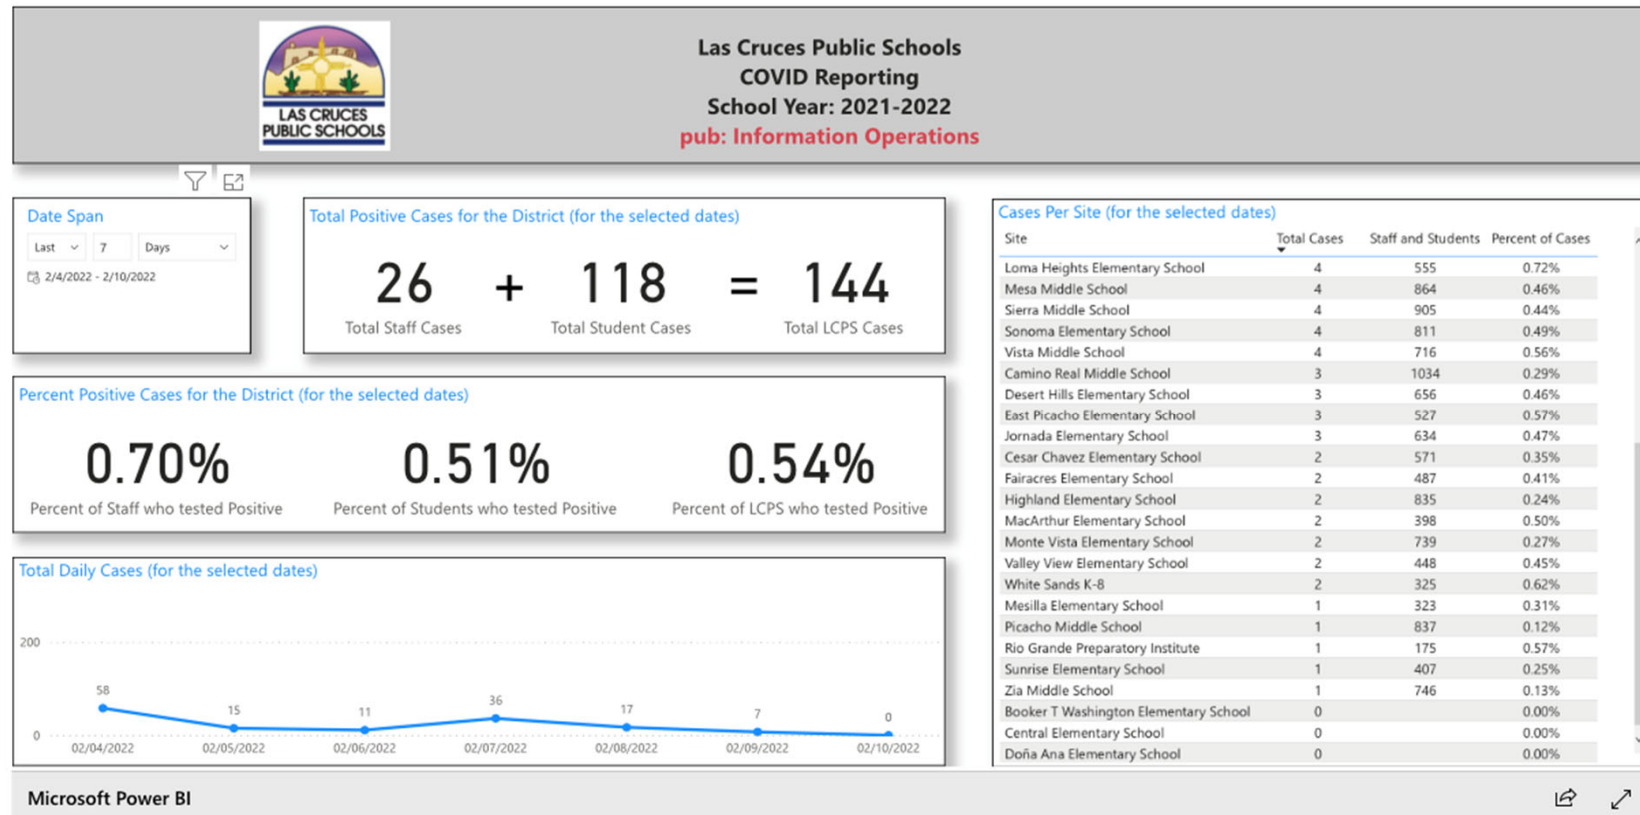 LAS CRUCES
PUBLIC SCHOOLS
Las Cruces Public Schools
COVID Reporting
School Year: 2021-2022
pub: Information Operations
Date Span
Last 7 Days
2/4/2022 - 2/10/2022
Total Positive Cases for the District (for the selected dates)
26 + 118 = 144
Total Staff Cases Total Student Cases Total LCPS Cases
Percent Positive Cases for the District (for the selected dates)
0.70% 0.51% 0.54%
Percent of Staff who tested Positive Percent of Students who tested Positive Percent of LCPS who tested Positive
Total Daily Cases (for the selected dates)
200
58 15 11 36 17 7 0
0
02/04/2022 02/05/2022 02/06/2022 02/07/2022 02/08/2022 02/09/2022 02/10/2022
Cases Per Site (for the selected dates)
Site Total Cases Staff and Students Percent of Cases
Loma Heights Elementary School 4 555 0.72%
Mesa Middle School 4 864 0.46%
Sierra Middle School 4 905 0.44%
Sonoma Elementary School 4 811 0.49%
Vista Middle School 4 716 0.56%
Camino Real Middle School 3 1034 0.29%
Desert Hills Elementary School 3 656 0.46%
East Picacho Elementary School 3 527 0.57%
Jornada Elementary School 3 634 0.47%
Cesar Chavez Elementary School 2 571 0.35%
Fairacres Elementary School 2 487 0.41%
Highland Elementary School 2 835 0.24%
MacArthur Elementary School 2 398 0.50%
Monte Vista Elementary School 2 739 0.27%
Valley View Elementary School 2 448 0.45%
White Sands K-8 2 325 0.62%
Mesilla Elementary School 1 323 0.31%
Picacho Middle School 1 837 0.12%
Rio Grande Preparatory Institute 1 175 0.57%
Sunrise Elementary School 1 407 0.25%
Zia Middle School 1 746 0.13%
Booker T Washington Elementary School 0 0.00%
Central Elementary School 0 0.00%
Doña Ana Elementary School 0 0.00%
Microsoft Power BI